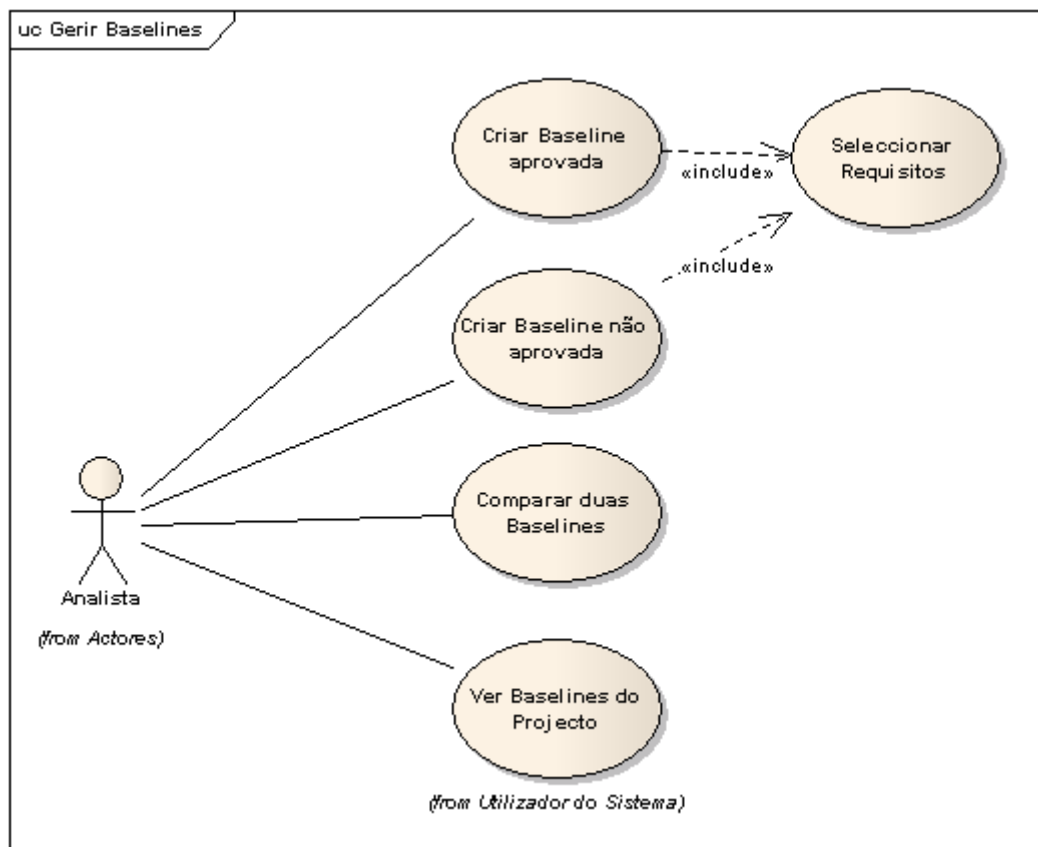 uc Gerir Baselines
Criar Baseline
aprovada
Seleccionar
Requisitos
«include»
«include»
Criar Baseline não
aprovada
Comparar duas
Baselines
Analista
(from Actores)
Ver Baselines do
Projecto
(from Utilizador do Sistema)